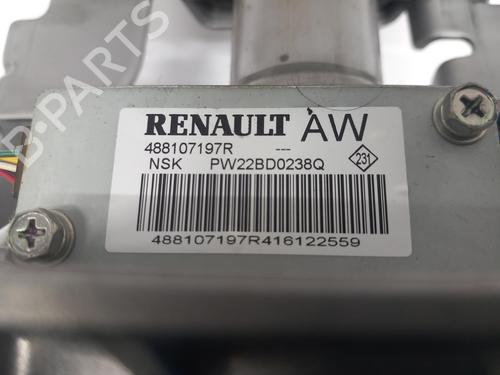 B-PARTS
RENAULT AW
488107197R ---
NSK PW22BD0238Q 231
488107197R416122559